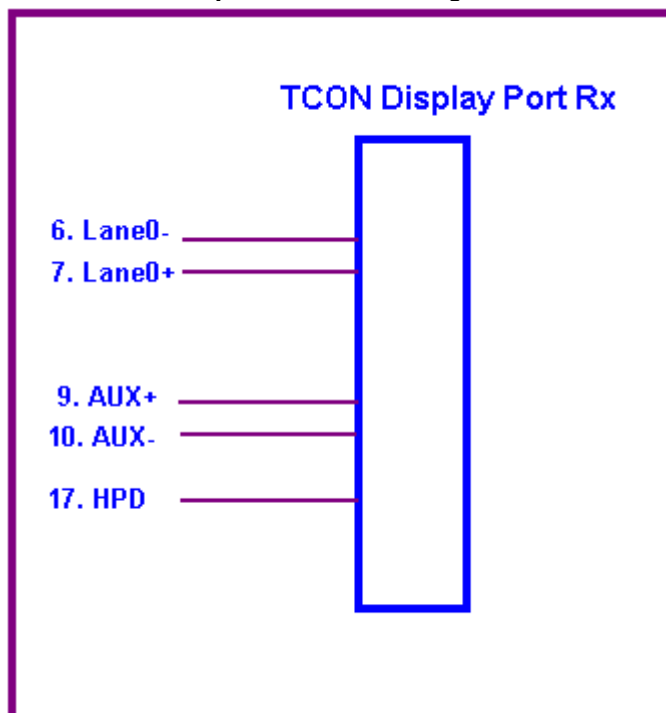 TCON Display Port Rx
6. Lane0-
7. Lane0+
9. AUX+
10. AUX-
17. HPD